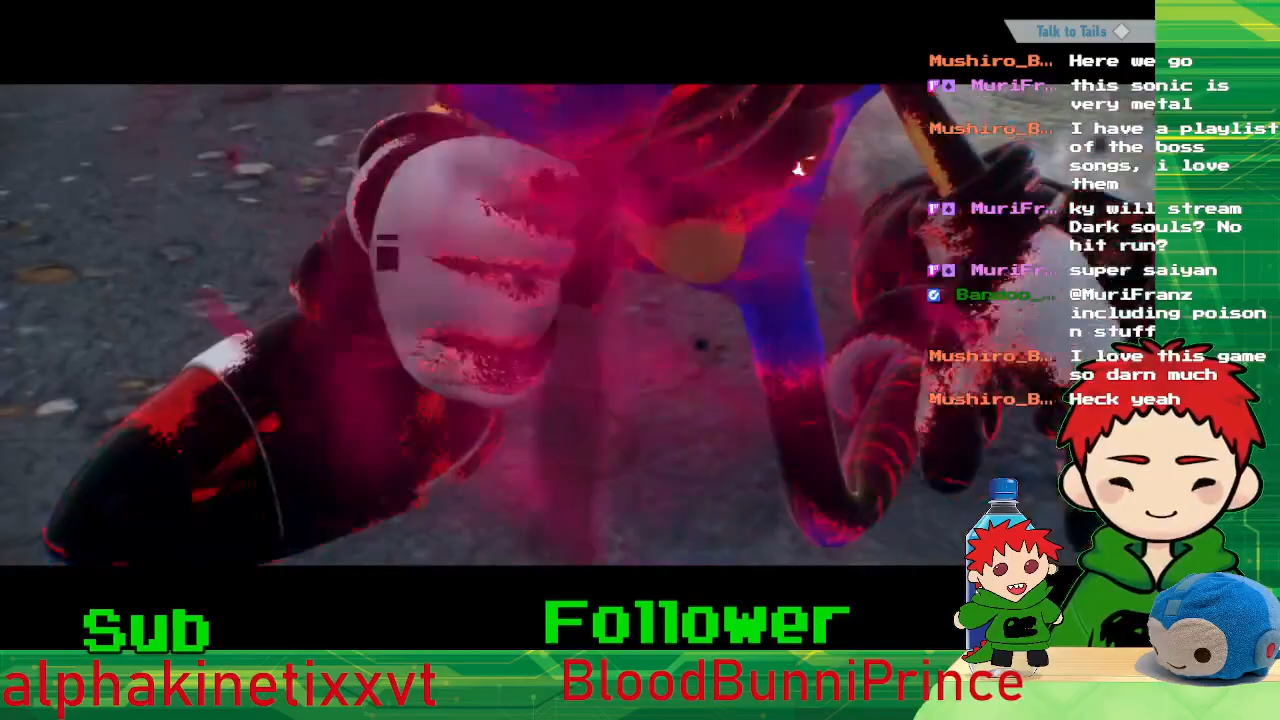 Talk to Tails
Mushiro_B... Here we go
MuriFr... this sonic is
very metal
Mushiro_B... I have a playlist
of the boss
songs, i love
them
MuriFr... ky will stream
Dark souls? No
hit run?
MuriFr... super saiyan
Bandoo_... @MuriFranz
including poison
n stuff
Mushiro_B... I love this game
so darn much
Mushiro_B... Heck yeah
Sub
Follower
alphakinetixxvt
BloodBunniPrince